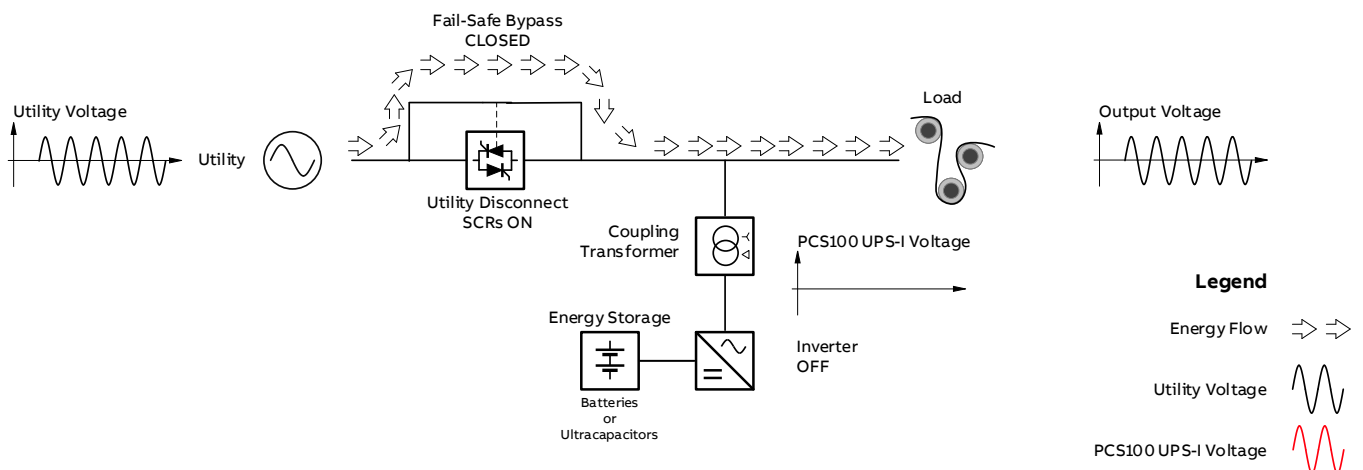 Fail-Safe Bypass
CLOSED
Utility Voltage
Utility
Utility Disconnect
SCRs ON
Load
Output Voltage
Coupling
Transformer
PCS100 UPS-I Voltage
Energy Storage
Batteries
or
Ultracapacitors
Inverter
OFF
Legend
Energy Flow
Utility Voltage
PCS100 UPS-I Voltage